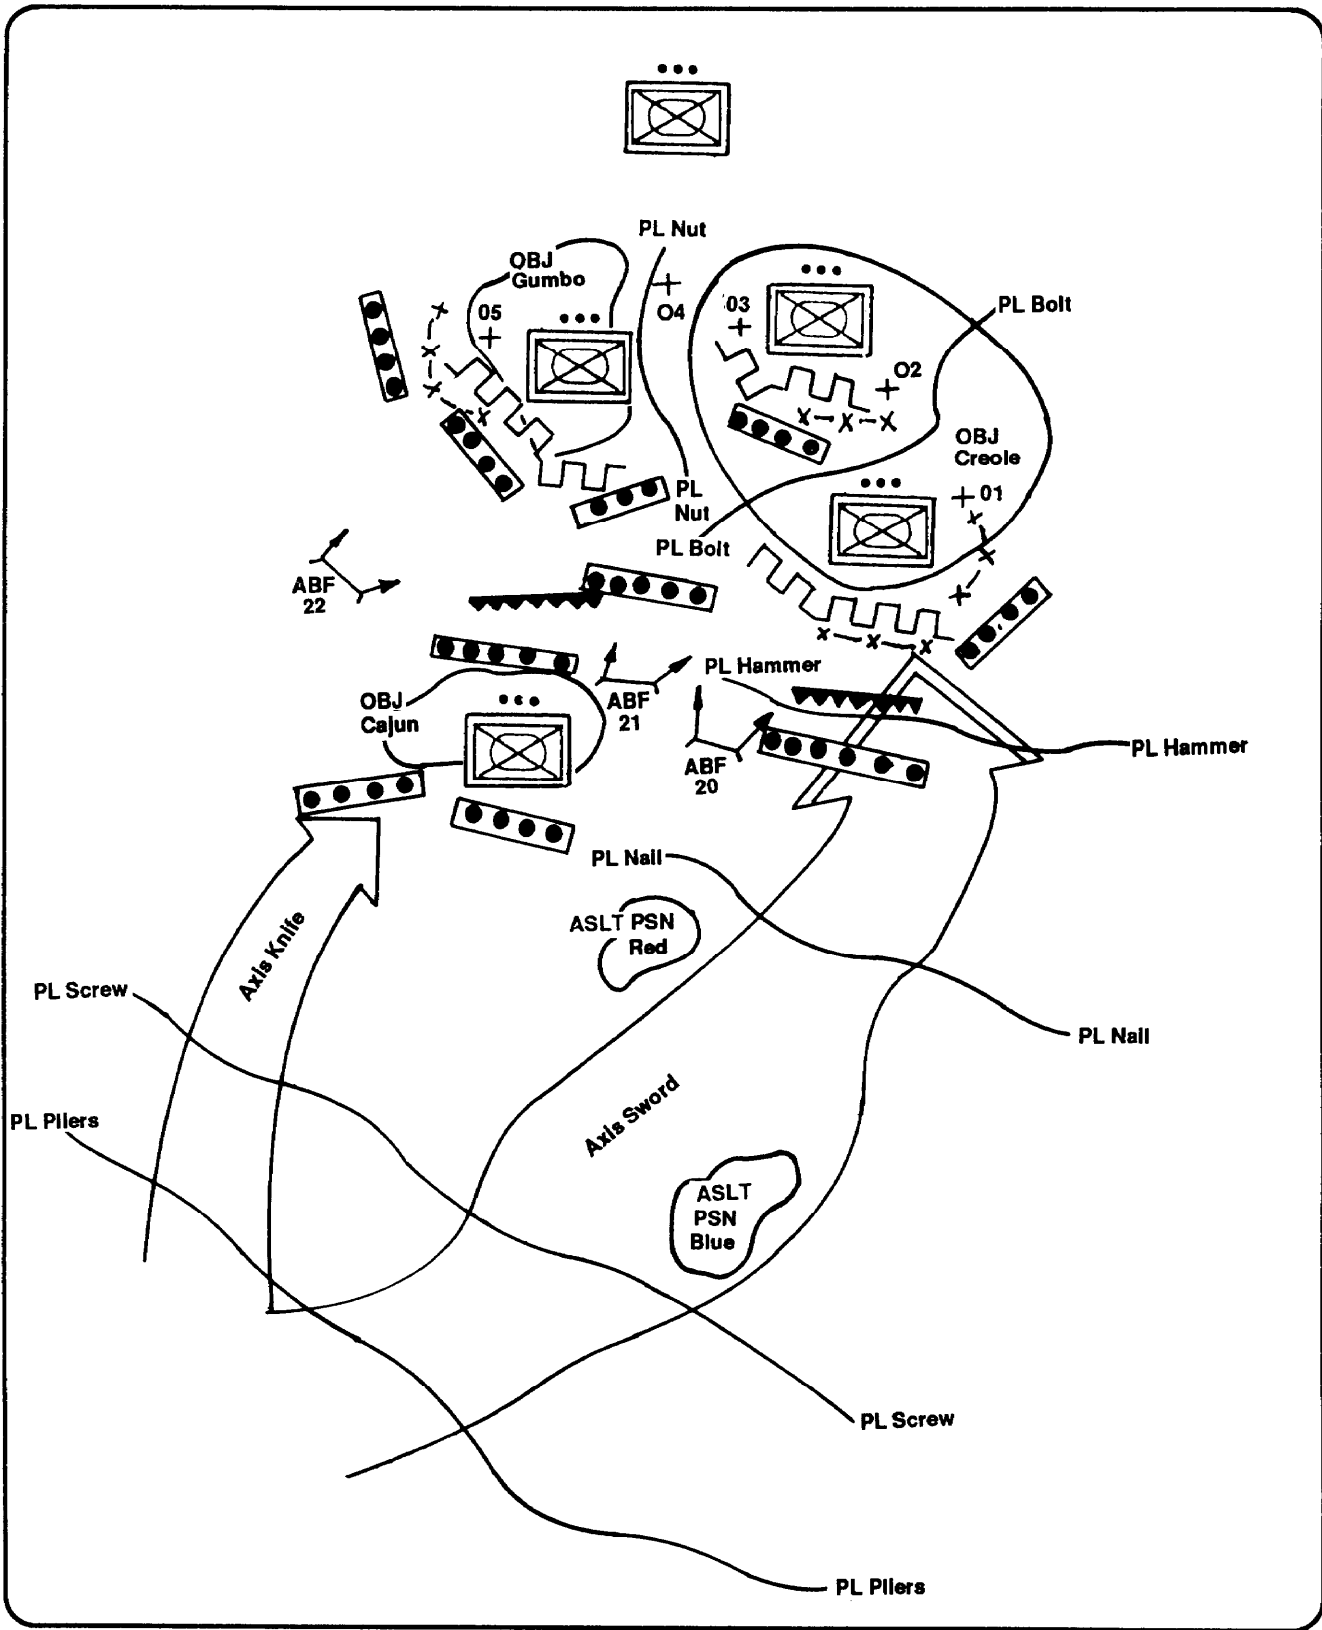 PL Nut
OBJ
Gumbo
05
O4
03
PL Bolt
O2
OBJ
Creole
01
PL
Nut
PL Bolt
ABF
22
PL Hammer
OBJ
Cajun
ABF
21
PL Hammer
ABF
20
PL Nail
ASLT PSN
Red
Axis Knife
PL Screw
PL Nail
Axis Sword
PL Pliers
ASLT
PSN
Blue
PL Screw
PL Pliers